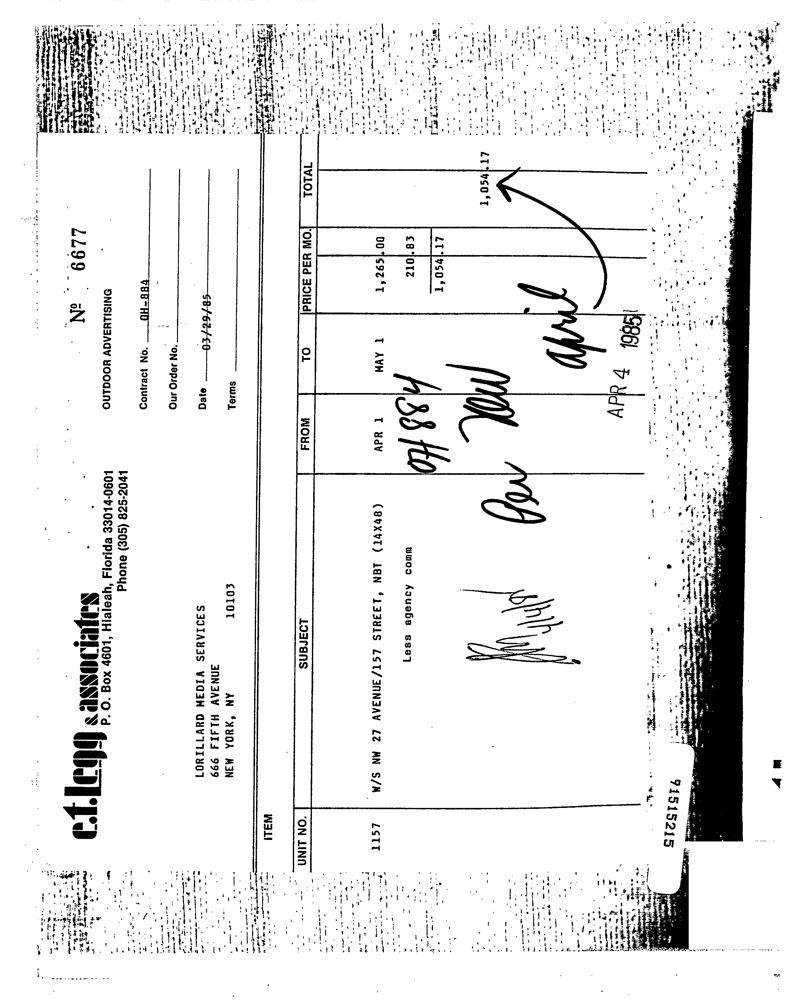 c.t.legg & associates
P. O. Box 4601, Hialeah, Florida 33014-0601
Phone (305) 825-2041
Nº 6677
OUTDOOR ADVERTISING
Contract No. OH-884
Our Order No.
Date 03/29/85
Terms
LORILLARD MEDIA SERVICES
666 FIFTH AVENUE
NEW YORK, NY 10103
ITEM
UNIT NO. SUBJECT FROM TO PRICE PER MO. TOTAL
1157 W/S NW 27 AVENUE/157 STREET, NBT (14X48) APR 1 MAY 1 1,265.00
Less agency comm 210.83
1,054.17 1,054.17
OH 884
New
April
APR 4 1985
91515215